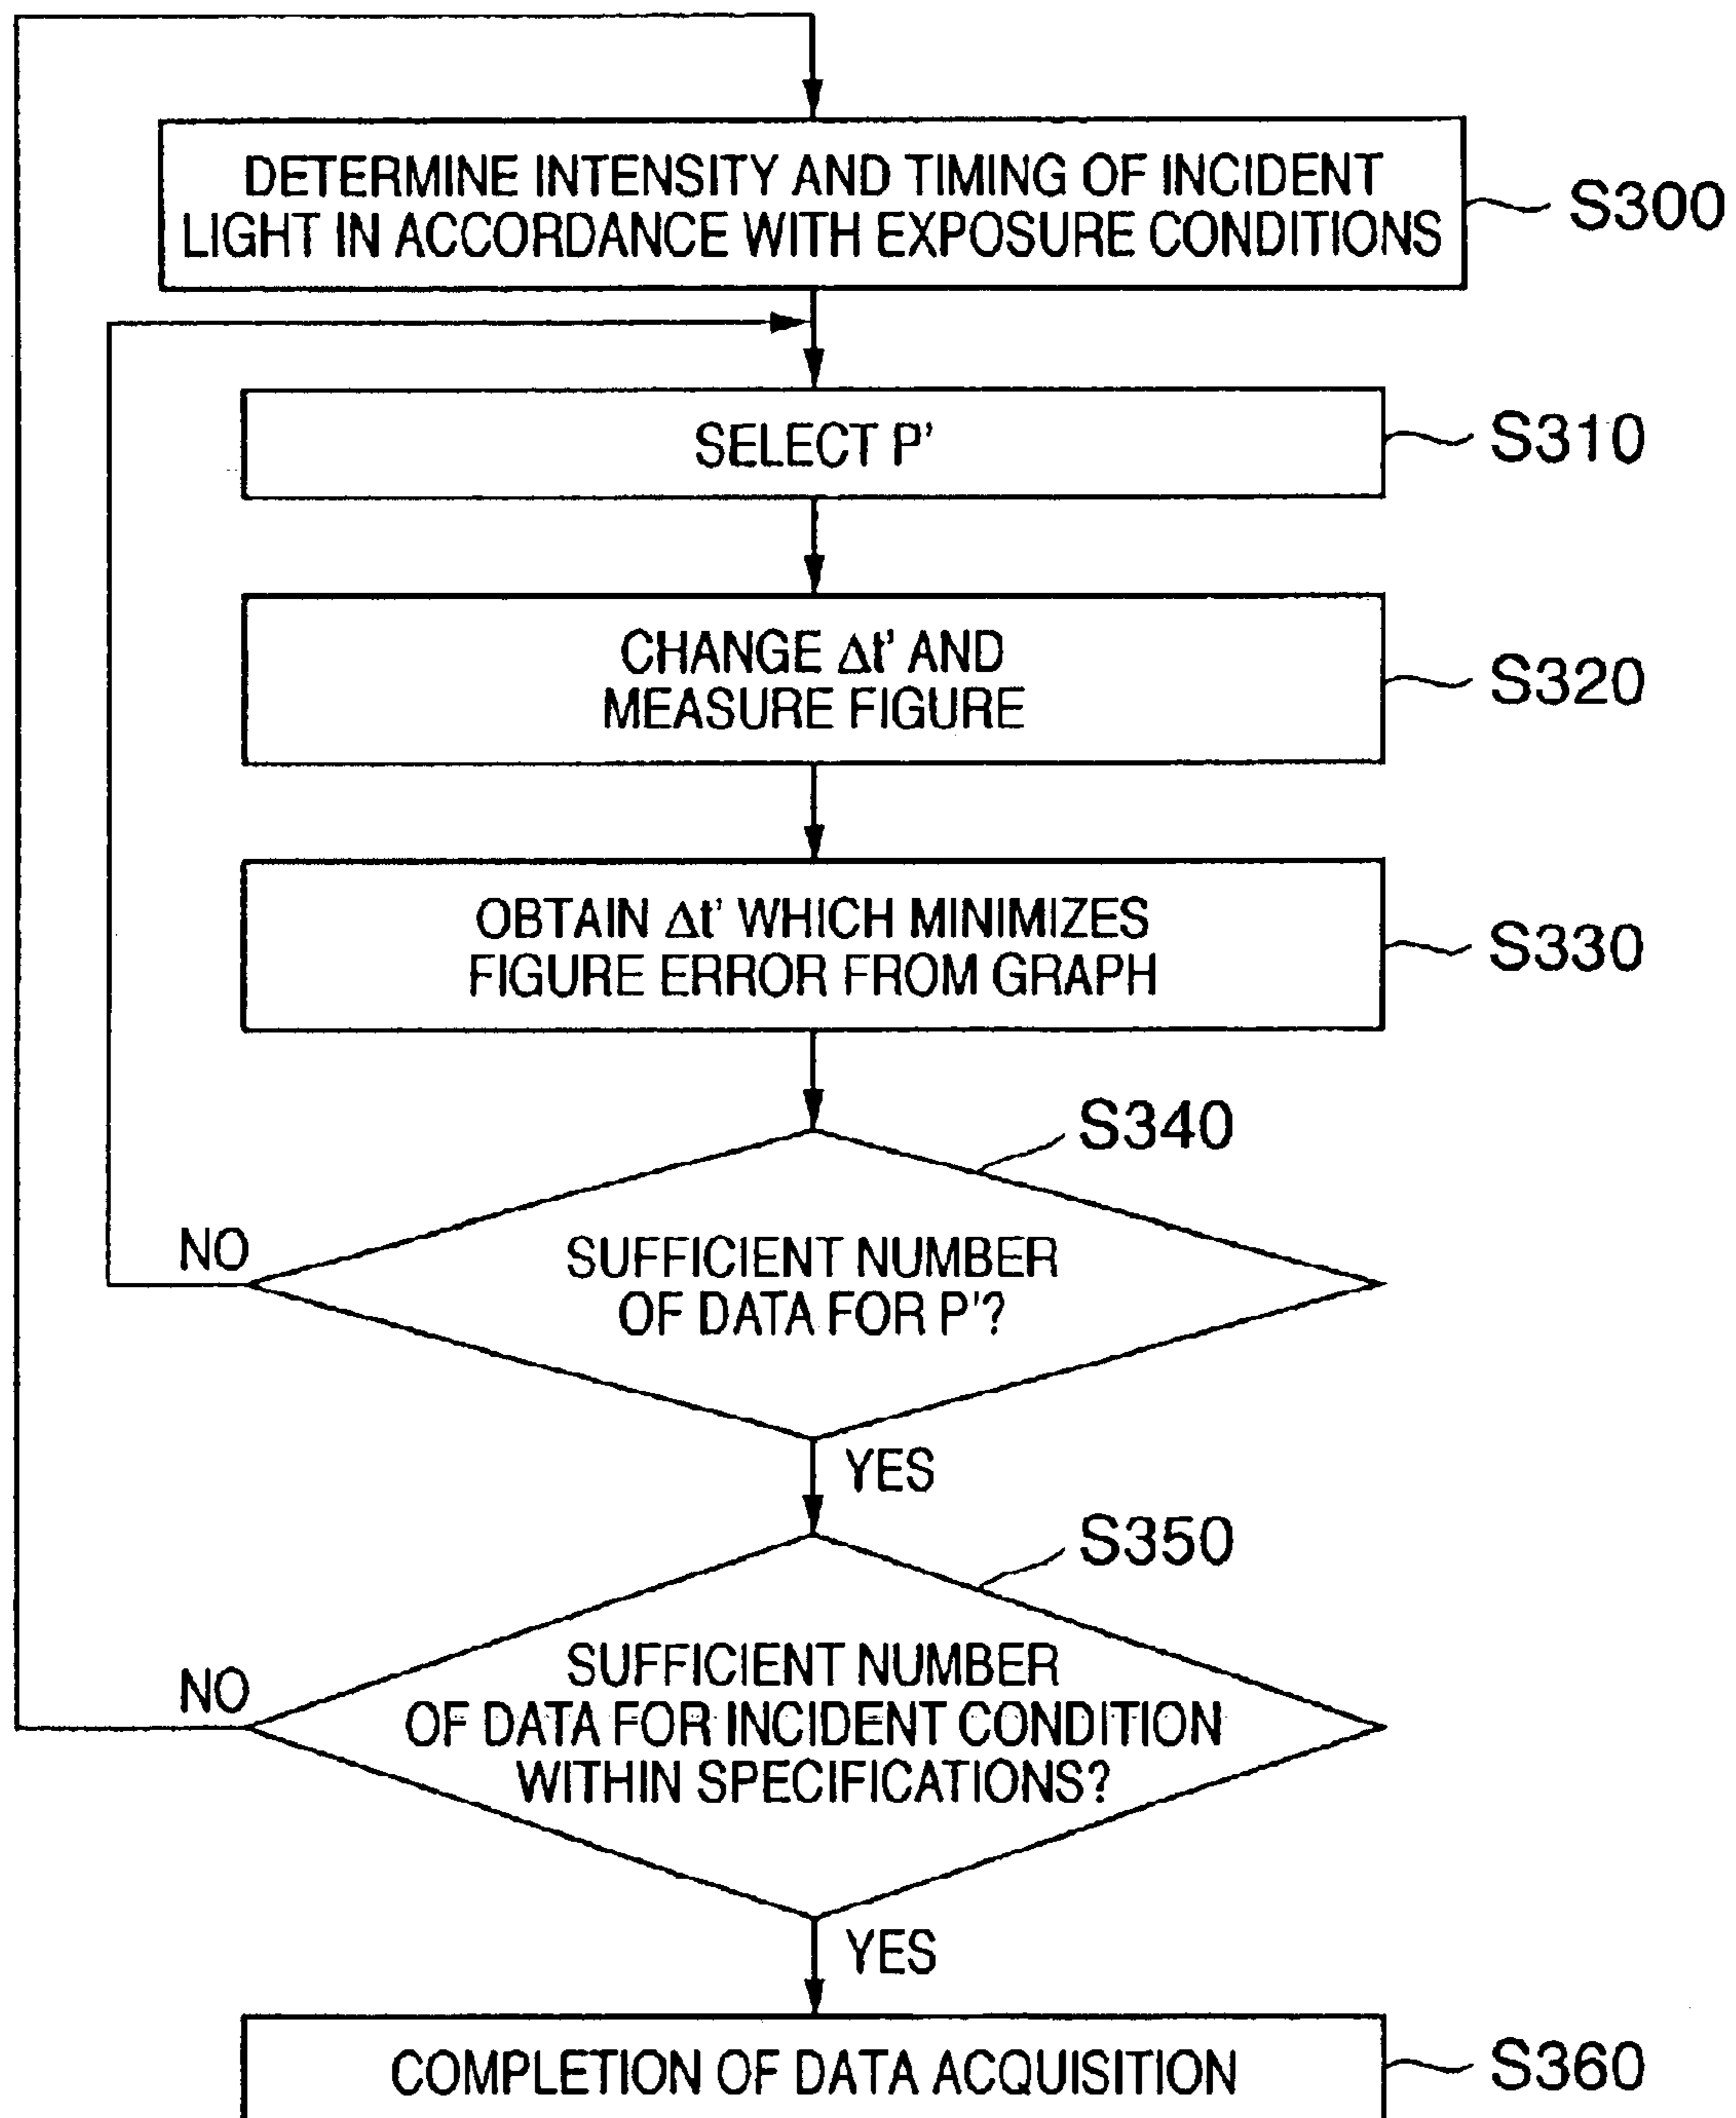 DETERMINE INTENSITY AND TIMING OF INCIDENT
LIGHT IN ACCORDANCE WITH EXPOSURE CONDITIONS
S300
SELECT P'
S310
CHANGE Δt' AND
MEASURE FIGURE
S320
OBTAIN Δt' WHICH MINIMIZES
FIGURE ERROR FROM GRAPH
S330
S340
NO
SUFFICIENT NUMBER
OF DATA FOR P'?
YES
S350
NO
SUFFICIENT NUMBER
OF DATA FOR INCIDENT CONDITION
WITHIN SPECIFICATIONS?
YES
COMPLETION OF DATA ACQUISITION
S360